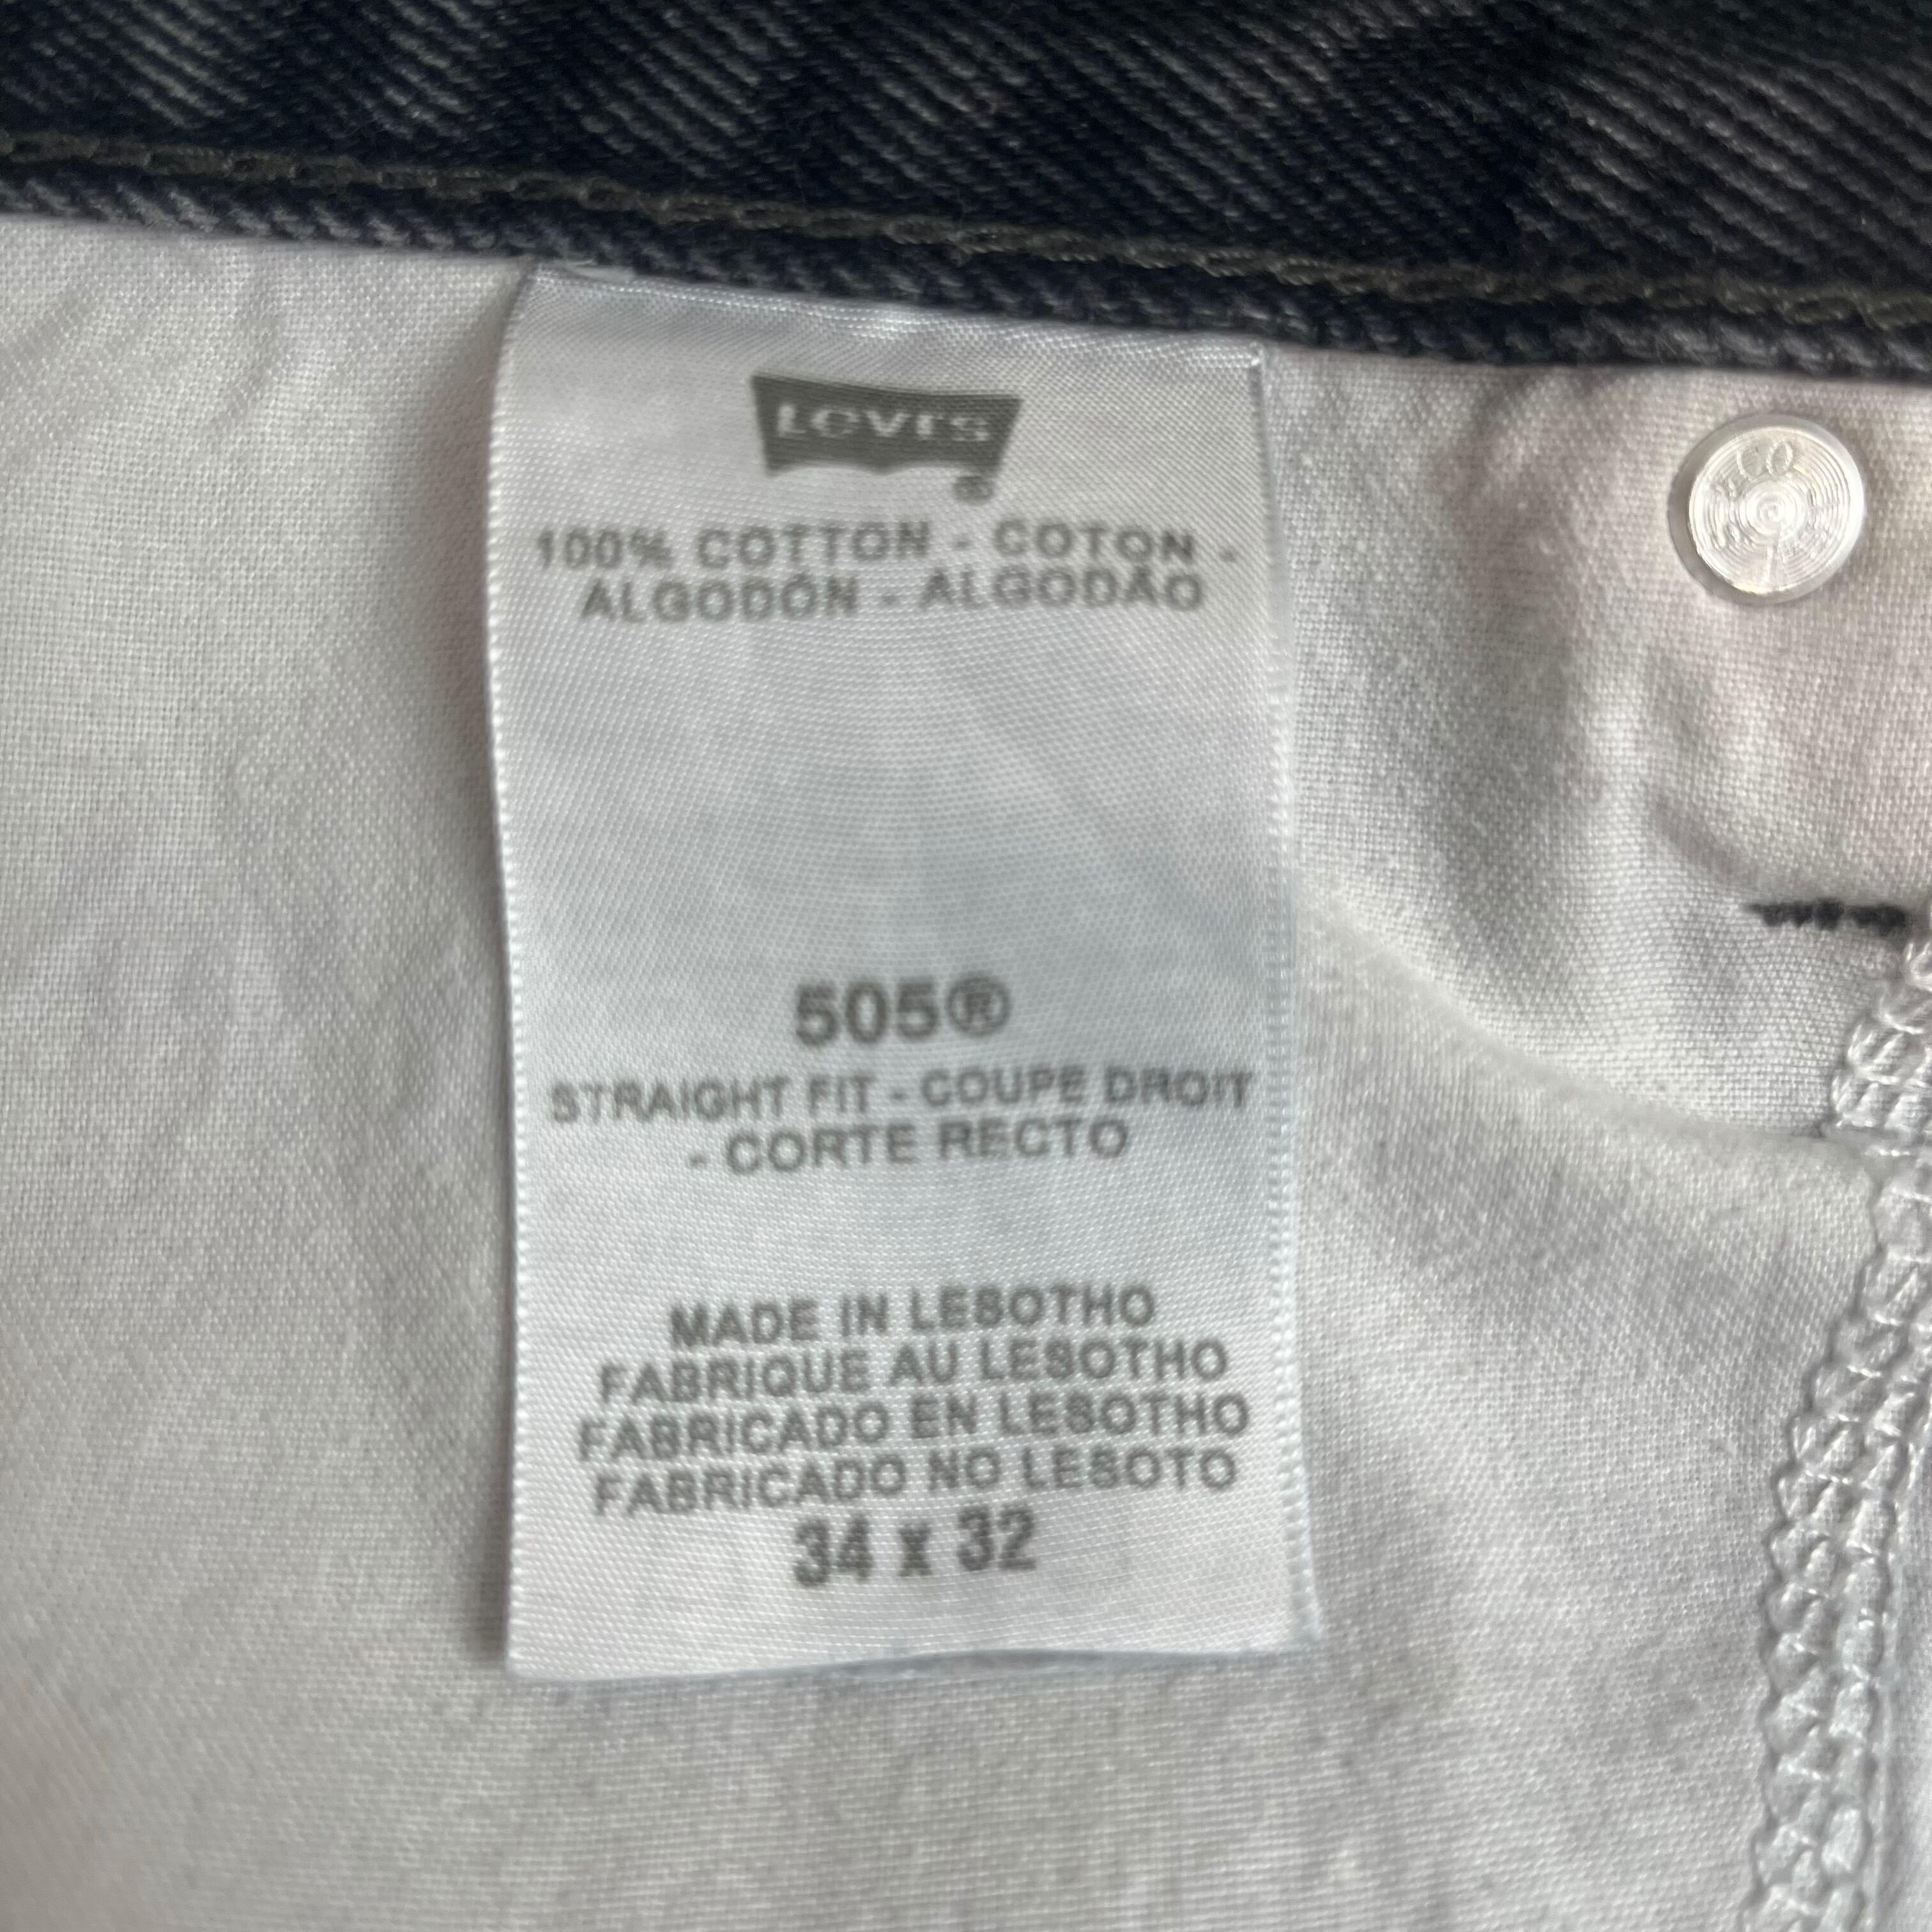 Levi's
®
100% COTTON - COTON -
ALGODÓN - ALGODÃO
505®
STRAIGHT FIT - COUPE DROIT
- CORTE RECTO
MADE IN LESOTHO
FABRIQUE AU LESOTHO
FABRICADO EN LESOTHO
FABRICADO NO LESOTO
34 x 32